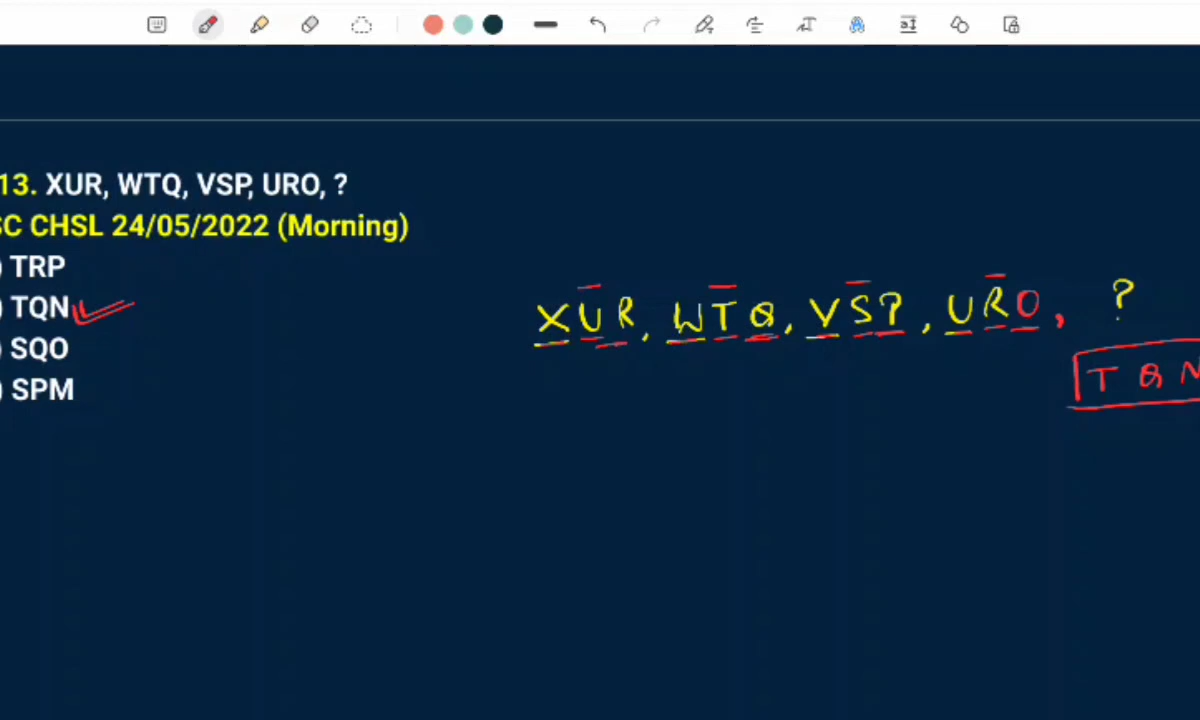 13. XUR, WTQ, VSP, URO, ?
SC CHSL 24/05/2022 (Morning)
) TRP
) TQN
) SQO
) SPM
XUR, WTQ, VSP, URO, ?
TQN